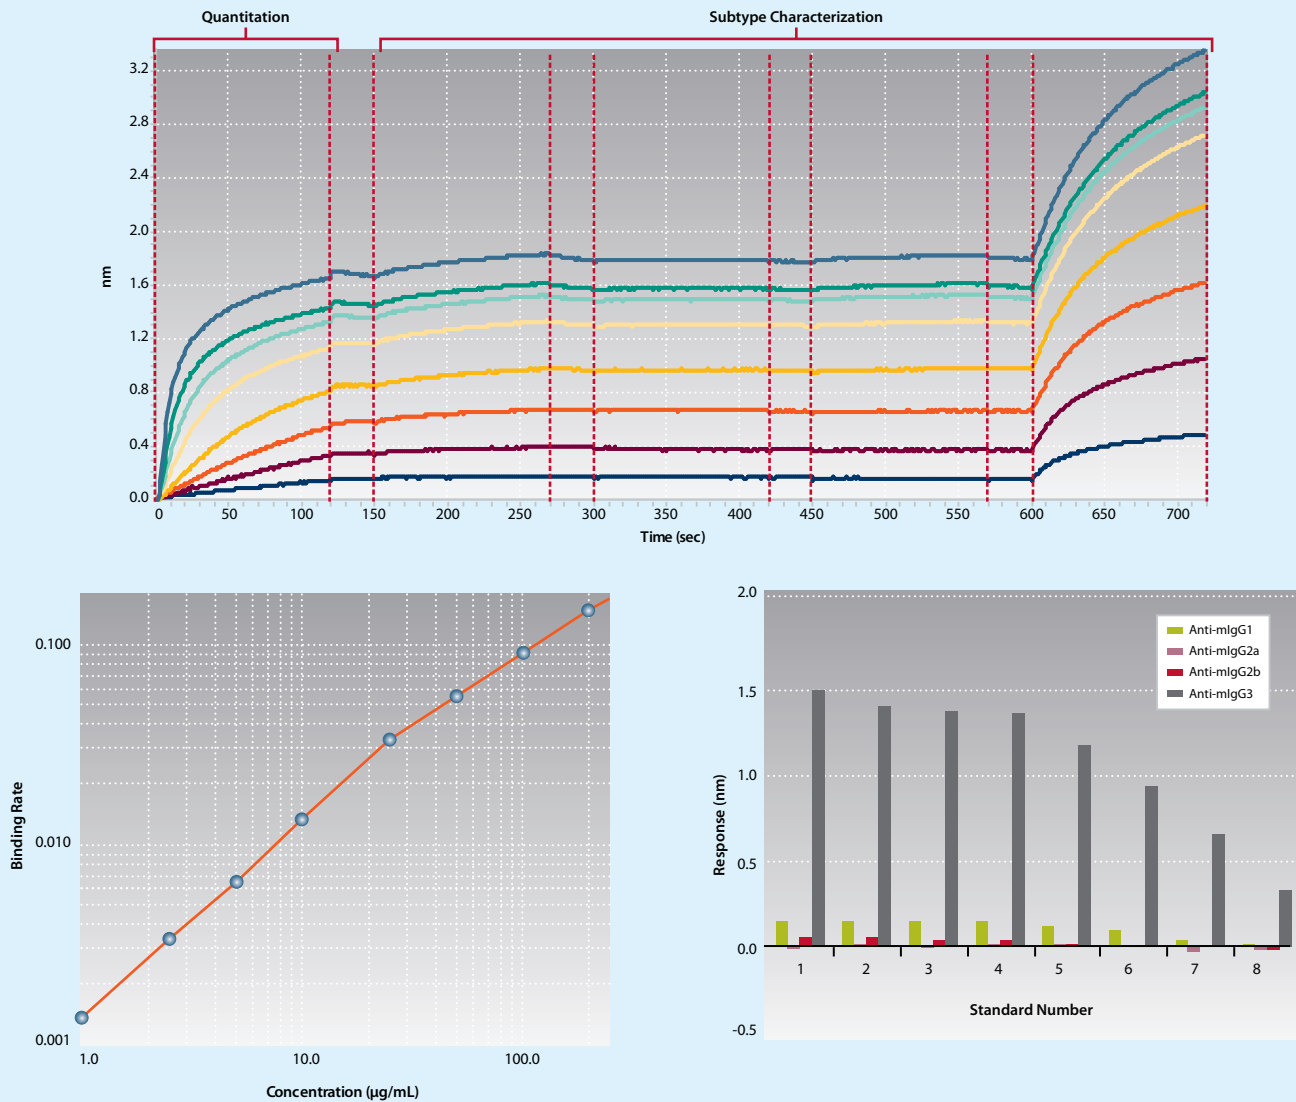 Quantitation
Subtype Characterization
3.2
2.8
2.4
2.0
1.6
1.2
0.8
0.4
0.0
nm
0 50 100 150 200 250 300 350 400 450 500 550 600 650 700
Time (sec)
0.100
0.010
0.001
Binding Rate
1.0 10.0 100.0
Concentration (µg/mL)
2.0
1.5
1.0
0.5
0.0
-0.5
Response (nm)
Anti-mIgG1
Anti-mIgG2a
Anti-mIgG2b
Anti-mIgG3
1 2 3 4 5 6 7 8
Standard Number